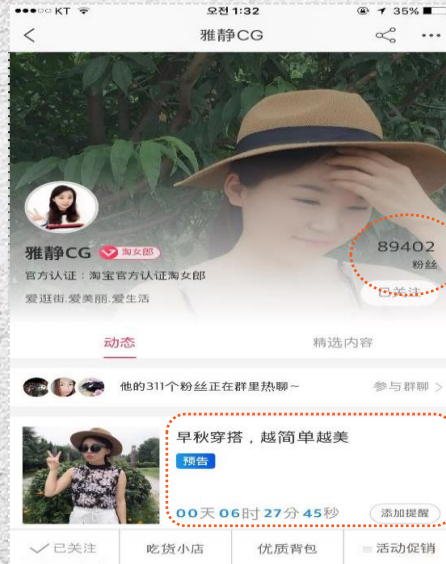 KT 오전 1:32 35%
雅静CG
89402
粉丝
雅静CG 淘女郎
官方认证：淘宝官方认证淘女郎
已关注
爱逛街.爱美丽.爱生活
动态 精选内容
他的311个粉丝正在群里热聊~ 参与群聊 >
早秋穿搭，越简单越美
预告
00天06时27分45秒 添加提醒
已关注 吃货小店 优质背包 活动促销